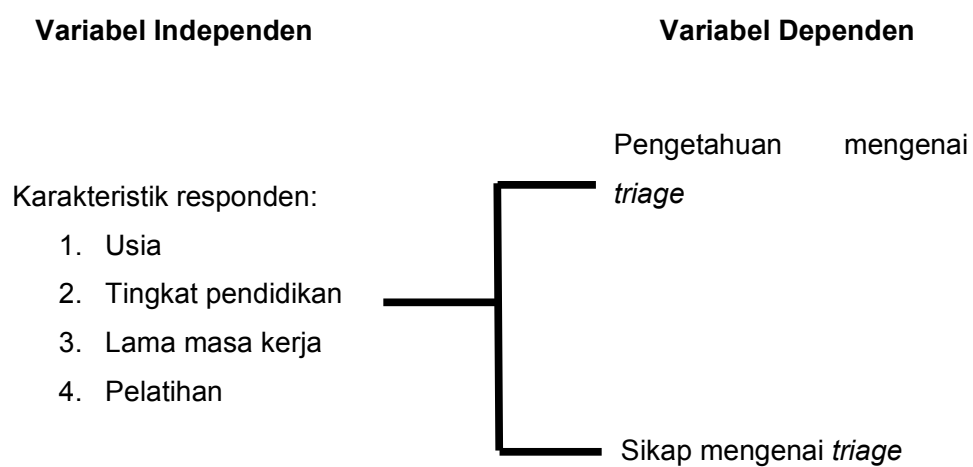 Variabel Independen
Variabel Dependen
Pengetahuan mengenai
triage
Karakteristik responden:
1. Usia
2. Tingkat pendidikan
3. Lama masa kerja
4. Pelatihan
Sikap mengenai triage